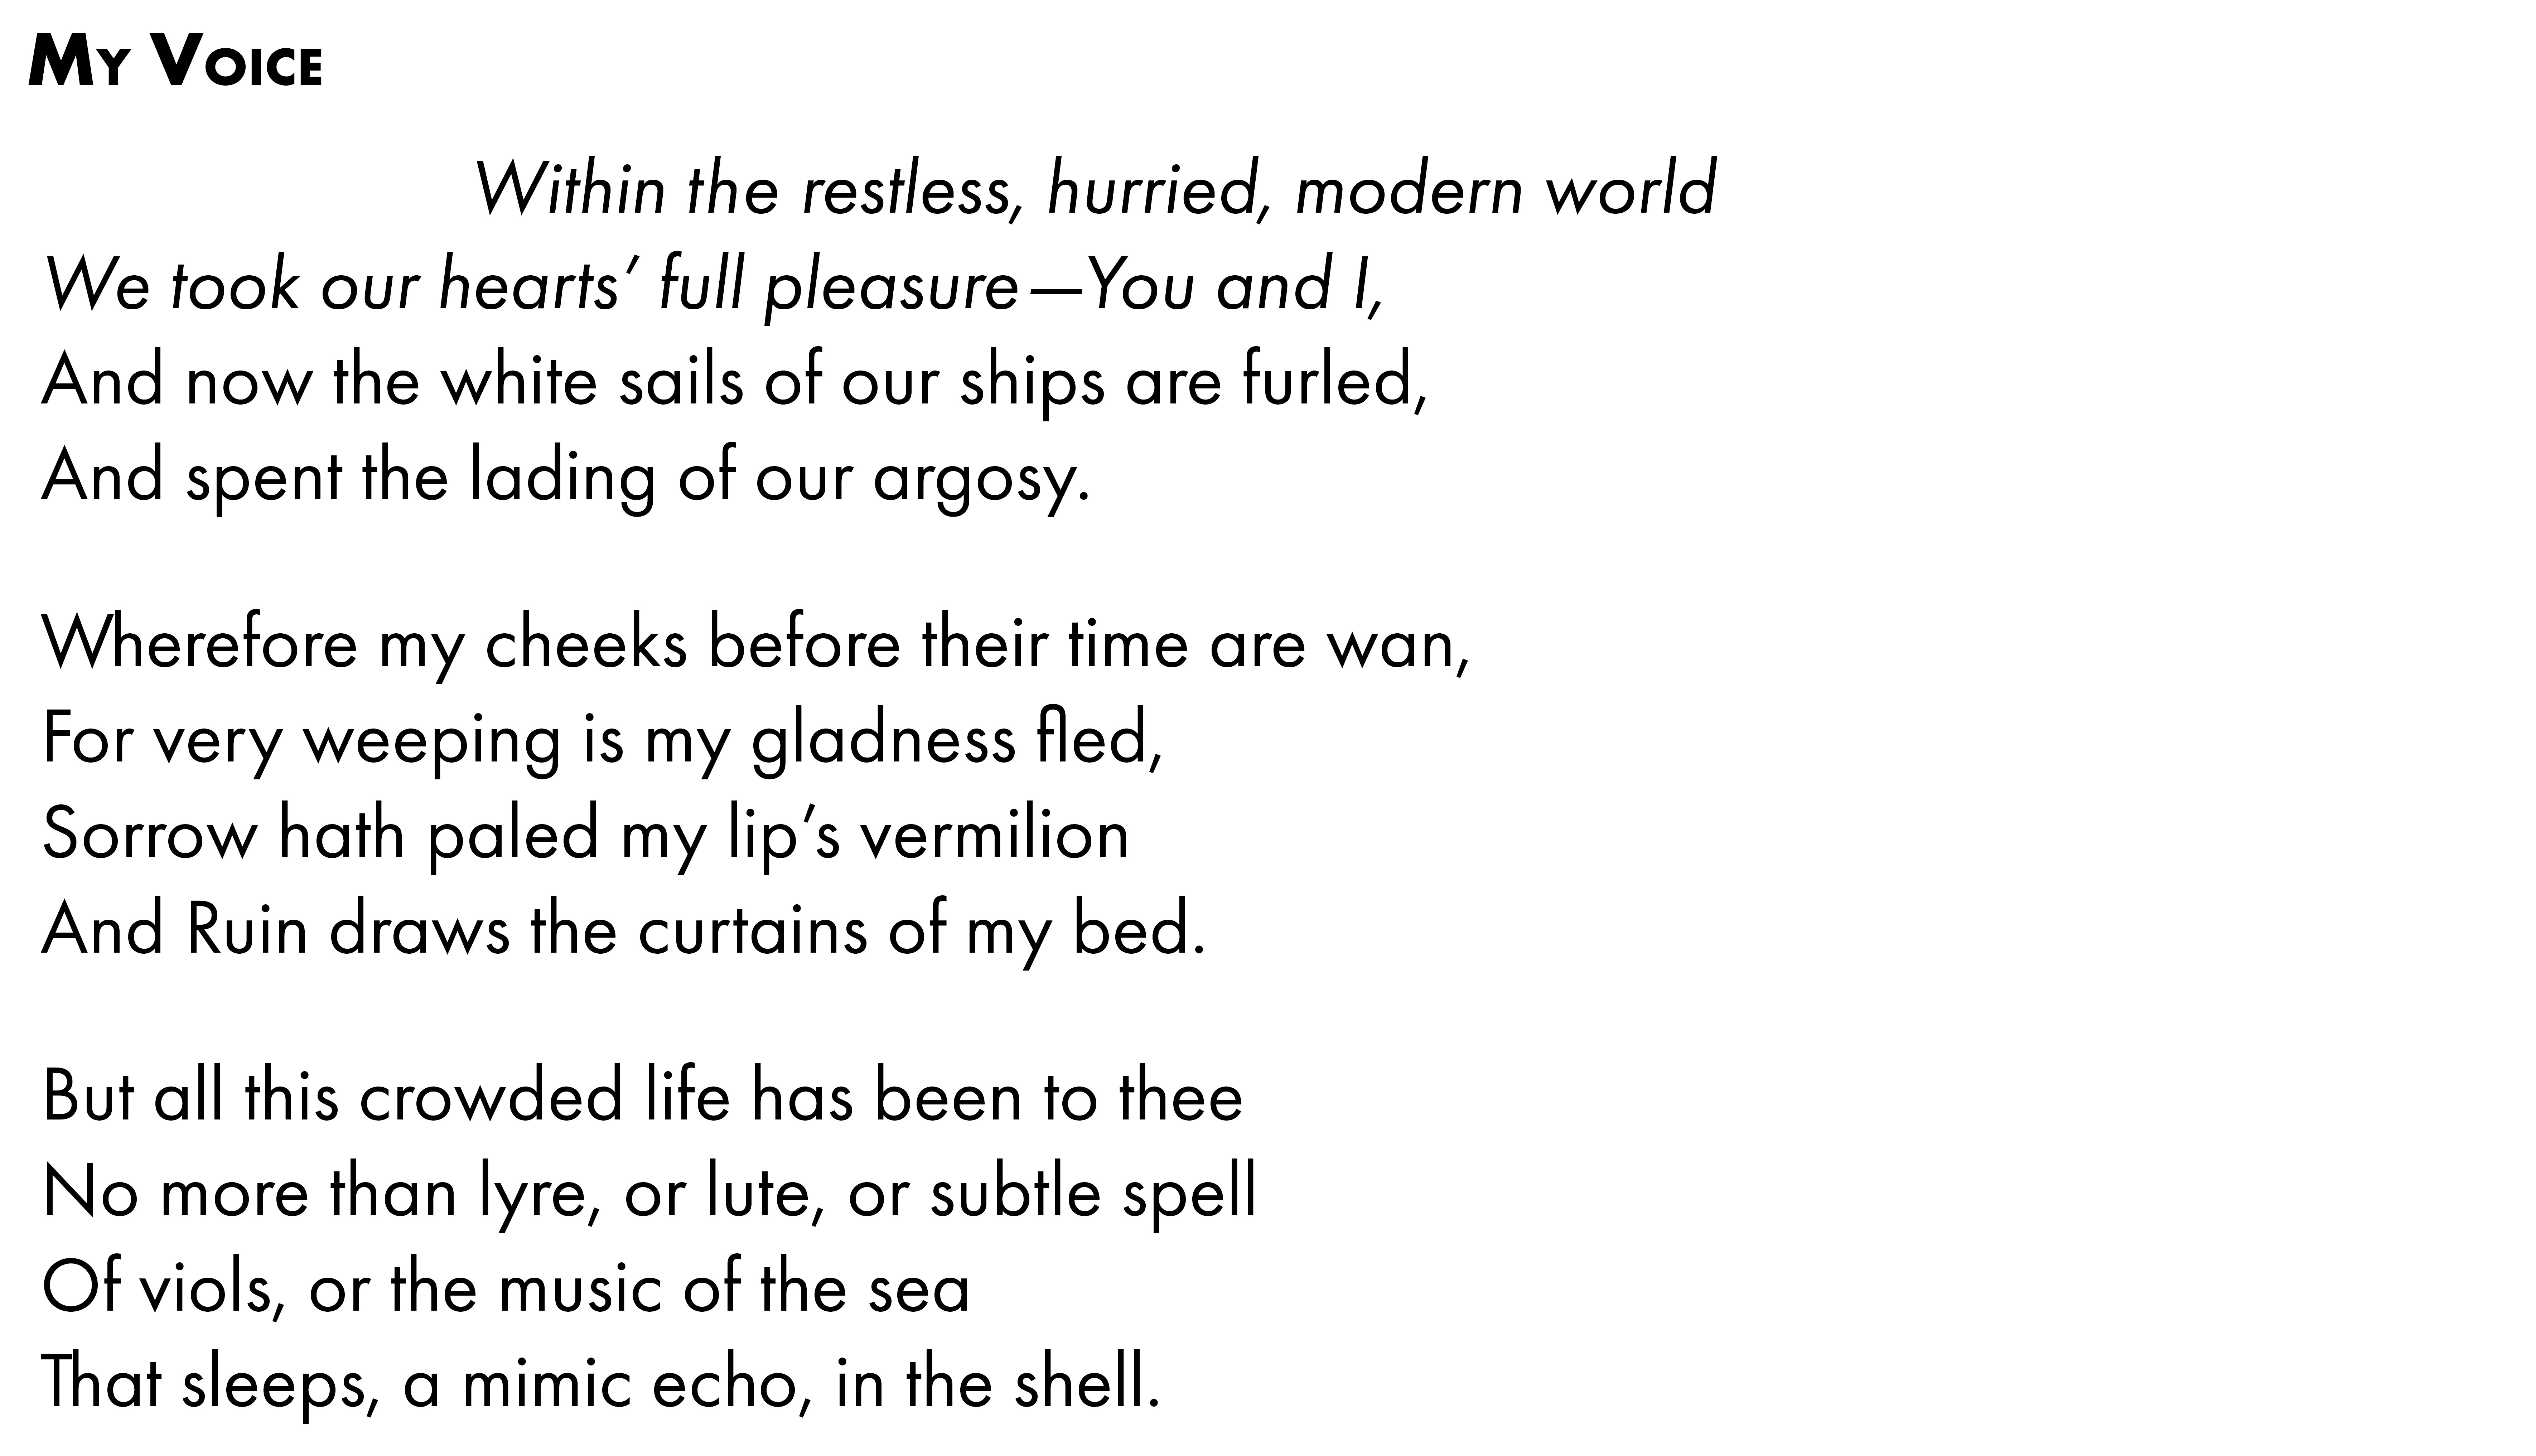 My Voice
Within the restless, hurried, modern world
We took our hearts’ full pleasure—You and I,
And now the white sails of our ships are furled,
And spent the lading of our argosy.
Wherefore my cheeks before their time are wan,
For very weeping is my gladness fled,
Sorrow hath paled my lip’s vermilion
And Ruin draws the curtains of my bed.
But all this crowded life has been to thee
No more than lyre, or lute, or subtle spell
Of viols, or the music of the sea
That sleeps, a mimic echo, in the shell.